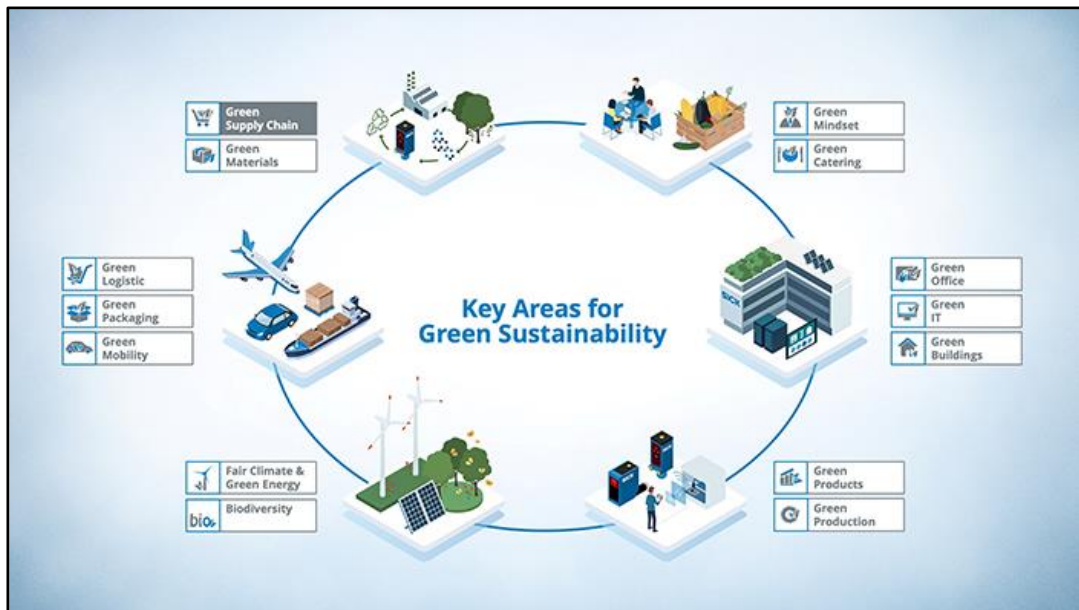 Green
Supply Chain
Green
Materials
Green
Mindset
Green
Catering
Green
Logistic
Green
Packaging
Green
Mobility
Key Areas for
Green Sustainability
SICK
Green
Office
Green
IT
Green
Buildings
Fair Climate &
Green Energy
bio
Biodiversity
Green
Products
Green
Production